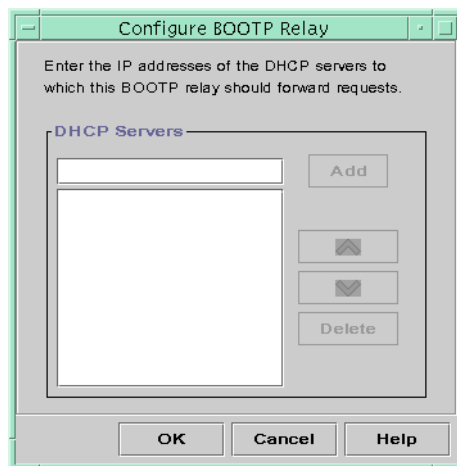 Configure BOOTP Relay
Enter the IP addresses of the DHCP servers to
which this BOOTP relay should forward requests.
DHCP Servers
Add
Delete
OK Cancel Help